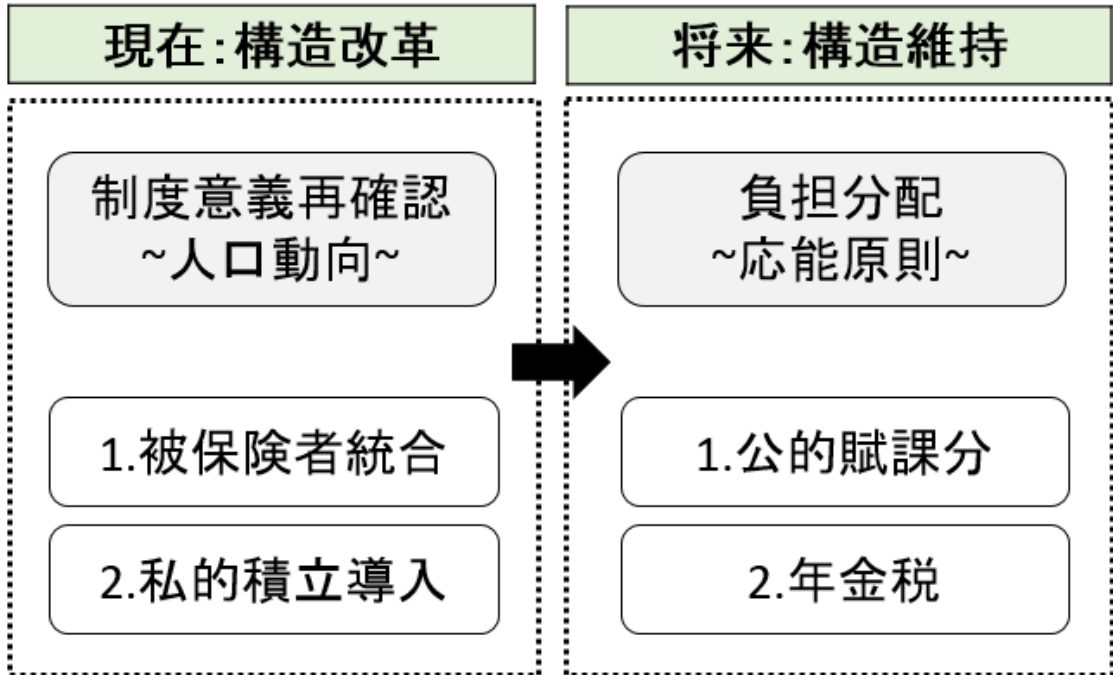 現在:構造改革
制度意義再確認
~人口動向~
1.被保険者統合
2.私的積立導入
将来:構造維持
負担分配
~応能原則~
1.公的賦課分
2.年金税